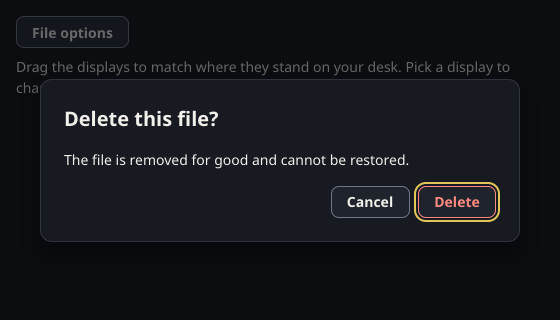 File options
Drag the displays to match where they stand on your desk. Pick a display to
Delete this file?
The file is removed for good and cannot be restored.
Cancel
Delete